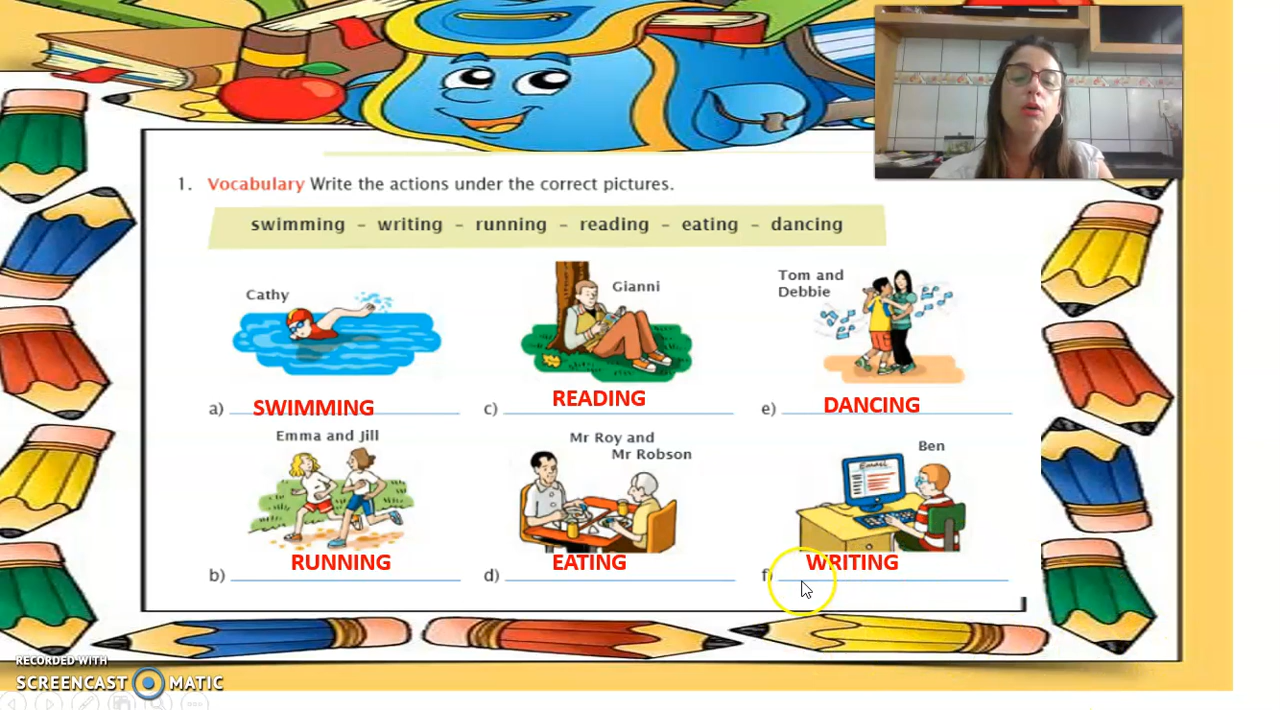 1. Vocabulary Write the actions under the correct pictures.
swimming - writing - running - reading - eating - dancing
Cathy
a) SWIMMING
Gianni
c) READING
Tom and
Debbie
e) DANCING
Emma and Jill
b) RUNNING
Mr Roy and
Mr Robson
d) EATING
Ben
Email
f) WRITING
RECORDED WITH
SCREENCAST MATIC